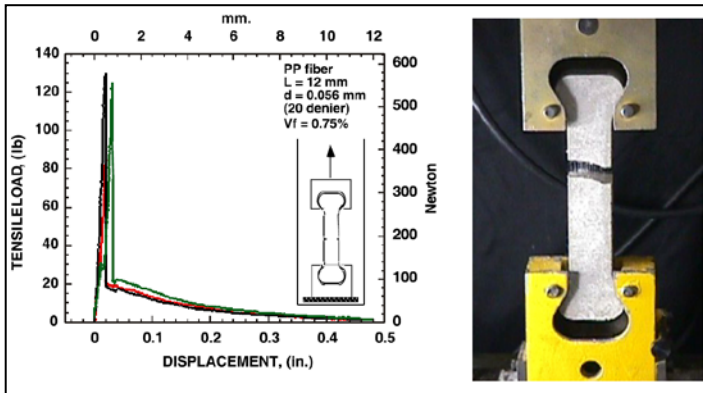 mm.
0 2 4 6 8 10 12
140
120
100
80
60
40
20
0
TENSILELOAD, (lb)
PP fiber
L = 12 mm
d = 0.056 mm
(20 denier)
Vf = 0.75%
600
500
400
300
200
100
0
Newton
0 0.1 0.2 0.3 0.4 0.5
DISPLACEMENT, (in.)